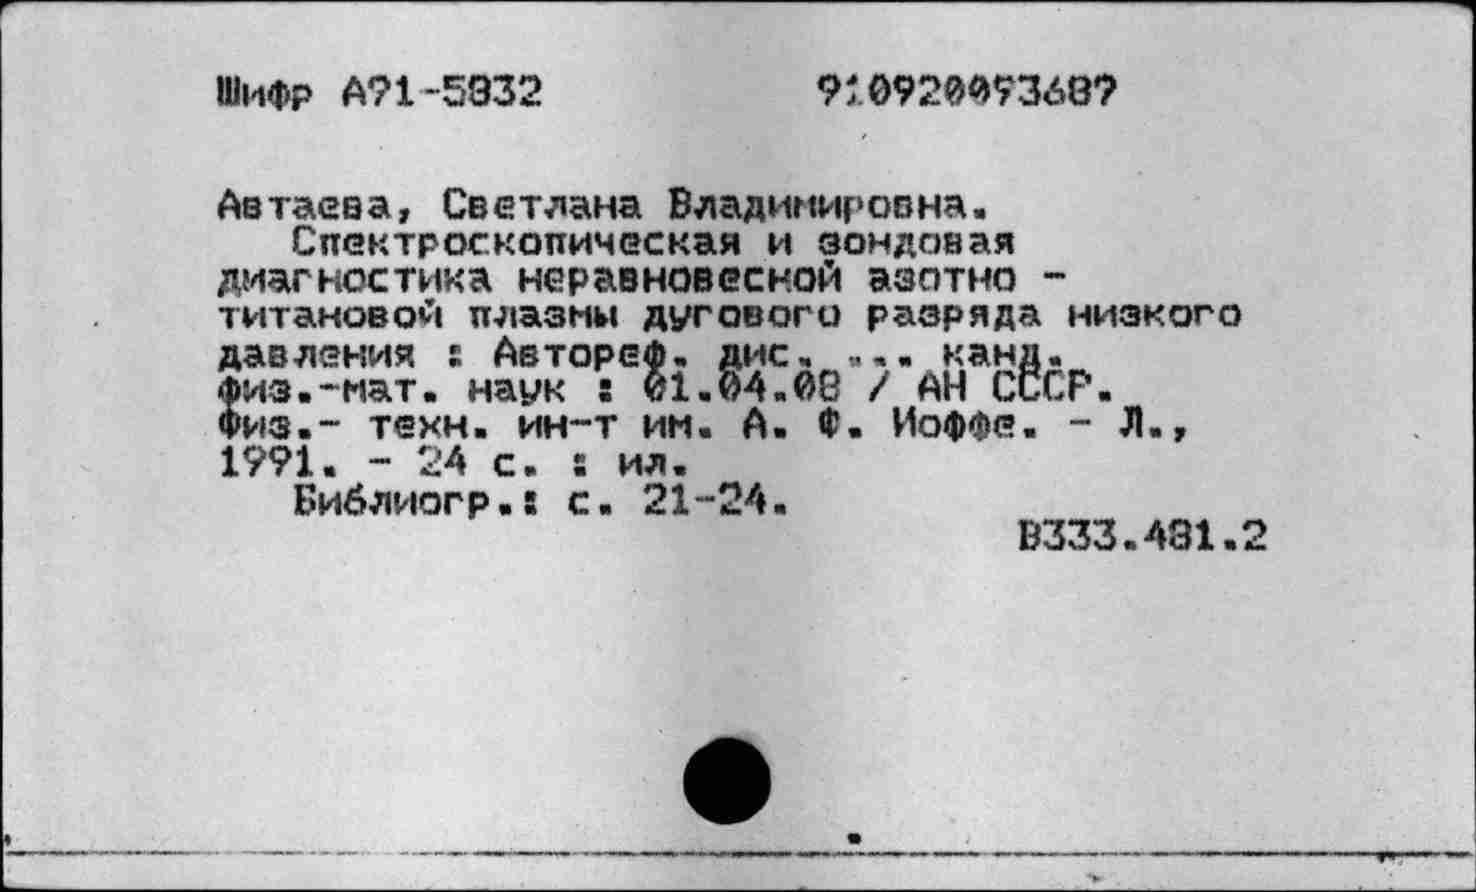 Шифр А91-5832 910920093687
Автаева, Светлана Владимировна.
Спектроскопическая и зондовая
диагностика неравновесной азотно -
титановой плазмы дугового разряда низкого
давления : Автореф. дис. ... канд.
физ.-мат. наук : 01.04.08 / АН СССР.
Физ.- техн. ин-т им. А. Ф. Иоффе. - Л.,
1991. - 24 с. : ил.
Библиогр.: с. 21-24.
В333.481.2